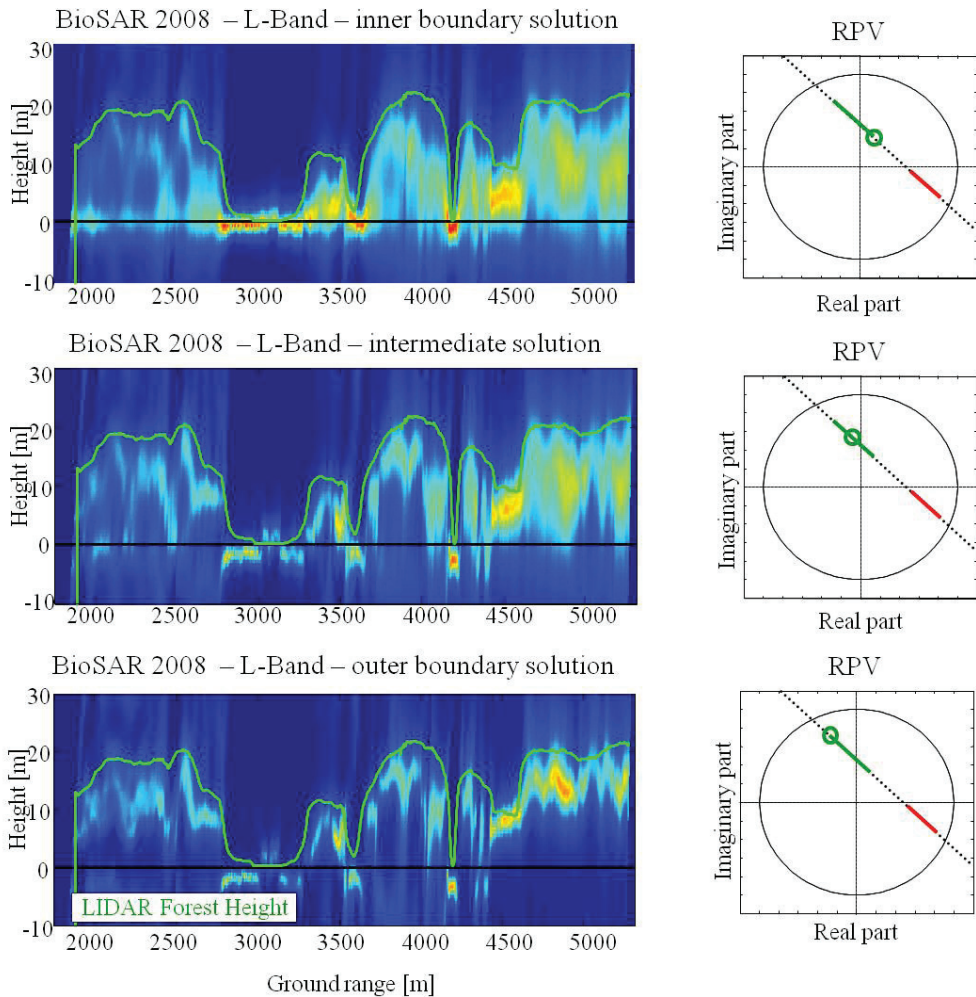 BioSAR 2008 – L-Band – inner boundary solution
RPV
30
20
10
0
-10
Height [m]
2000 2500 3000 3500 4000 4500 5000
Imaginary part
Real part
BioSAR 2008 – L-Band – intermediate solution
RPV
30
20
10
0
-10
Height [m]
2000 2500 3000 3500 4000 4500 5000
Imaginary part
Real part
BioSAR 2008 – L-Band – outer boundary solution
RPV
30
20
10
0
-10
Height [m]
LIDAR Forest Height
2000 2500 3000 3500 4000 4500 5000
Imaginary part
Real part
Ground range [m]